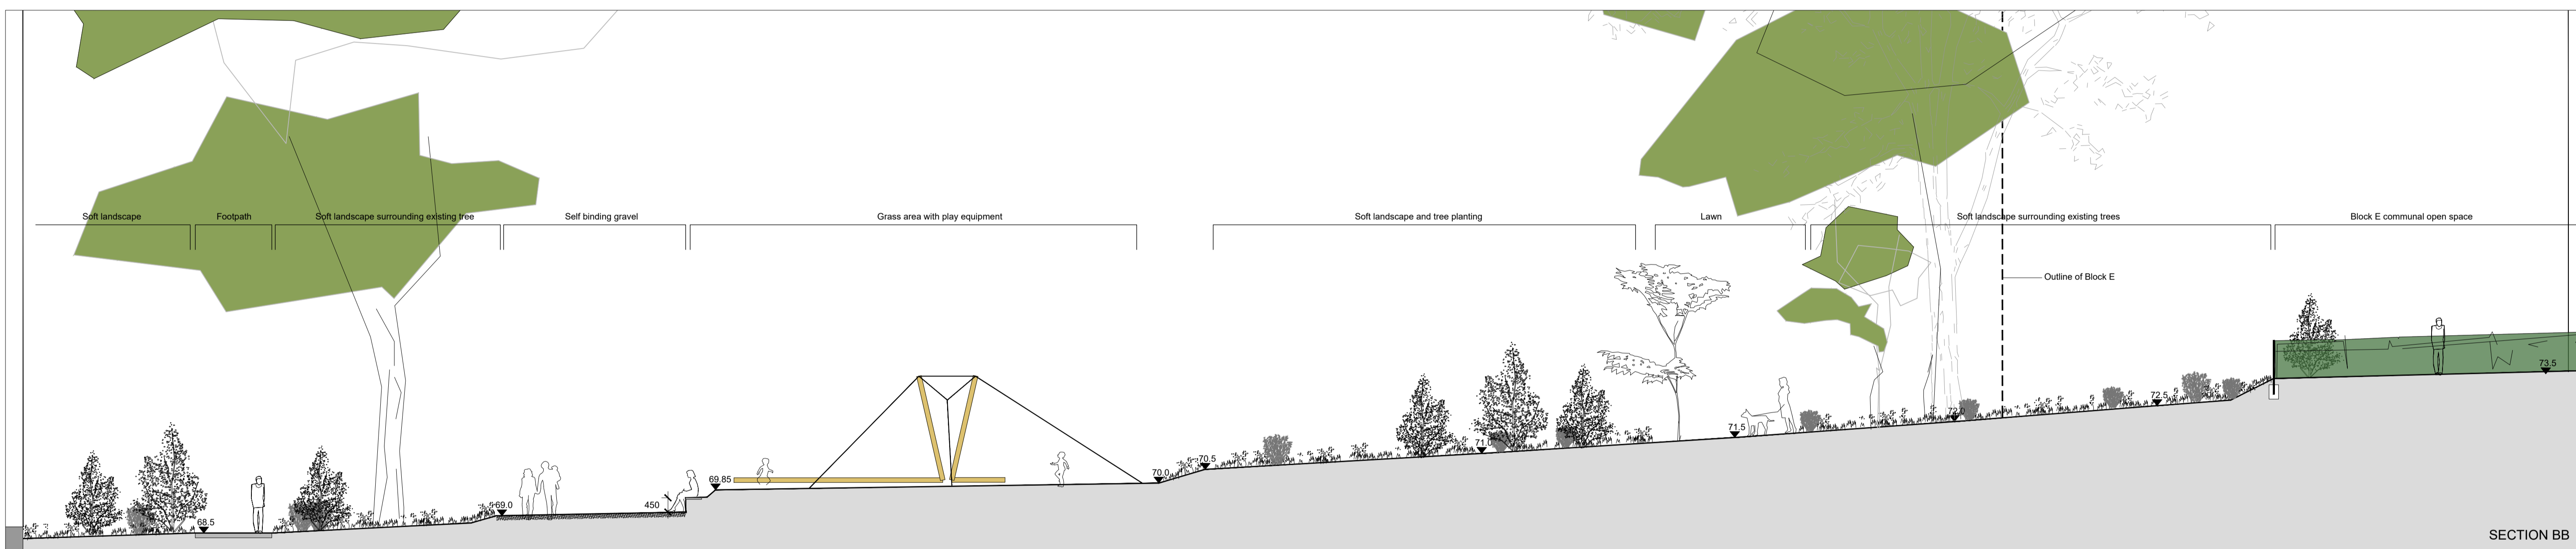 Soft landscape
Footpath
Soft landscape surrounding existing tree
Self binding gravel
Grass area with play equipment
Soft landscape and tree planting
Lawn
Soft landscape surrounding existing trees
Block E communal open space
Outline of Block E
68.5
69.0
450
69.85
70.0
70.5
71.0
71.5
72.0
72.5
73.5
SECTION BB